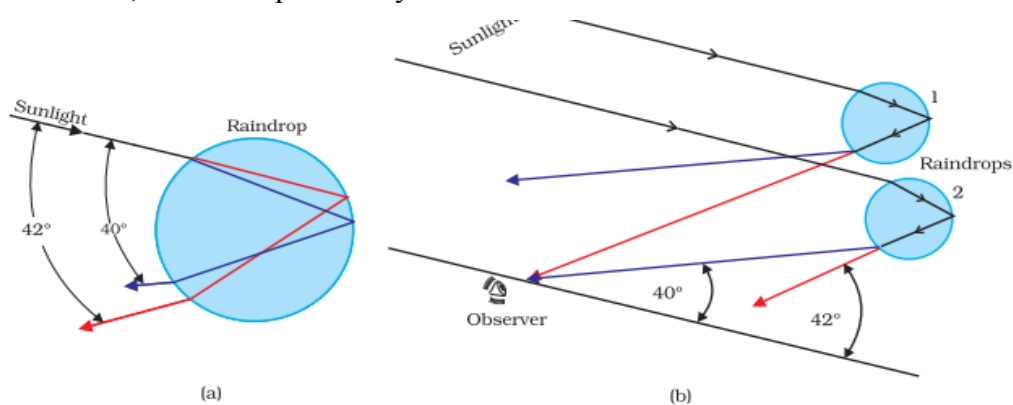 Sunlight
Raindrop
42°
40°
(a)
Sunlight
1
Raindrops
2
40°
42°
Observer
(b)